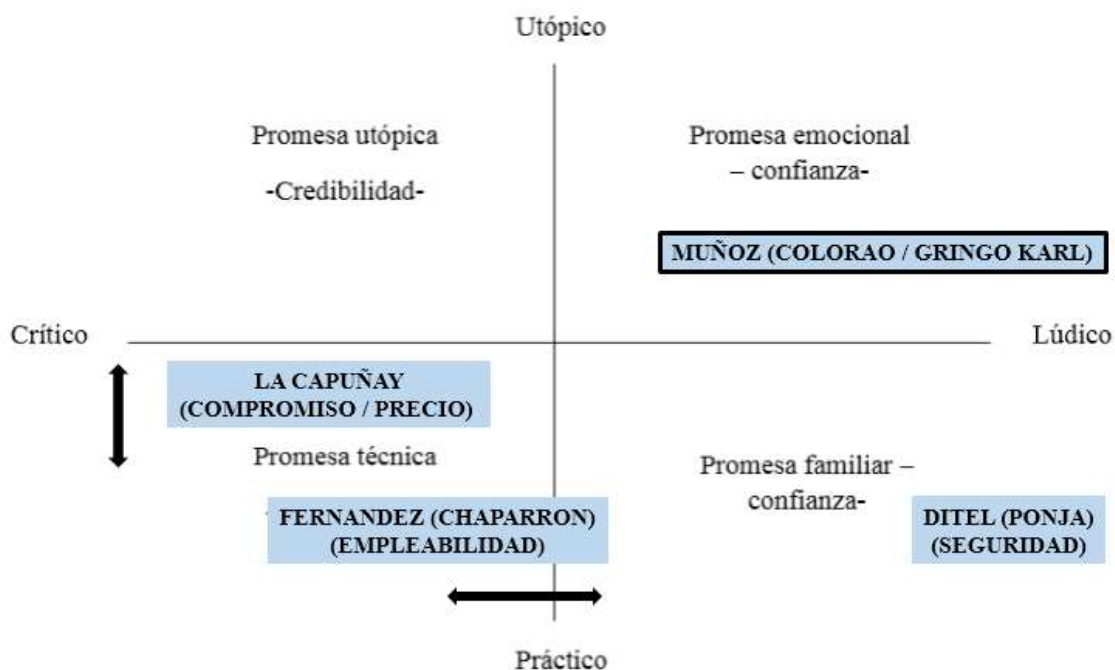 Utópico
Promesa utópica
-Credibilidad-
Promesa emocional
– confianza-
MUÑOZ (COLORAO / GRINGO KARL)
Crítico
Lúdico
LA CAPUÑAY
(COMPROMISO / PRECIO)
Promesa técnica
Promesa familiar –
confianza-
FERNANDEZ (CHAPARRON)
(EMPLEABILIDAD)
DITEL (PONJA)
(SEGURIDAD)
Práctico